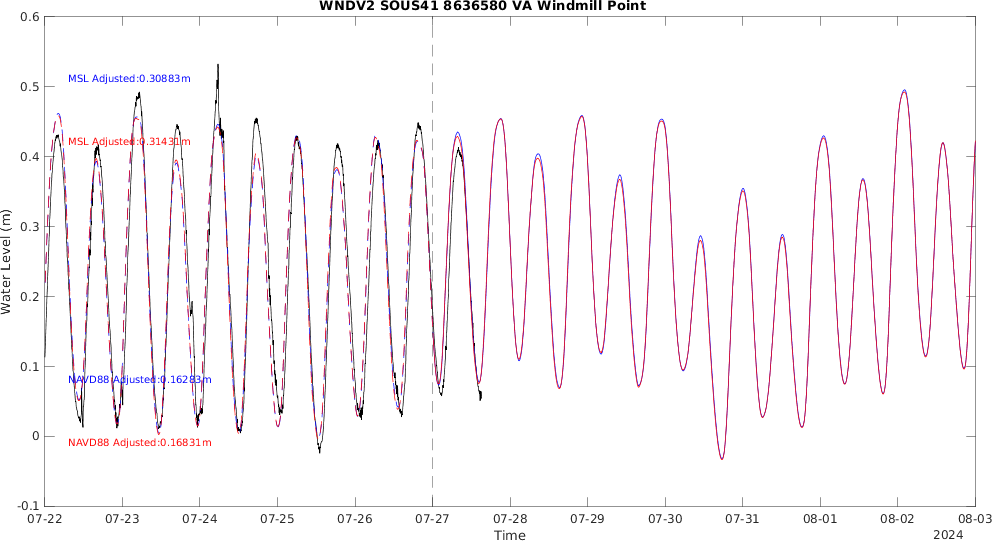 WNDV2 SOUS41 8636580 VA Windmill Point
0.6
0.5
0.4
0.3
0.2
0.1
0
-0.1
Water Level (m)
MSL Adjusted:0.30883m
MSL Adjusted:0.31431m
NAVD88 Adjusted:0.16283m
NAVD88 Adjusted:0.16831m
07-22 07-23 07-24 07-25 07-26 07-27 07-28 07-29 07-30 07-31 08-01 08-02 08-03
Time
2024